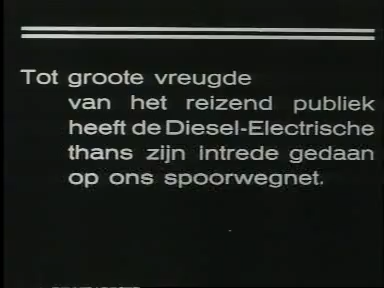 Tot groote vreugde
van het reizend publiek
heeft de Diesel-Electrische
thans zijn intrede gedaan
op ons spoorwegnet.